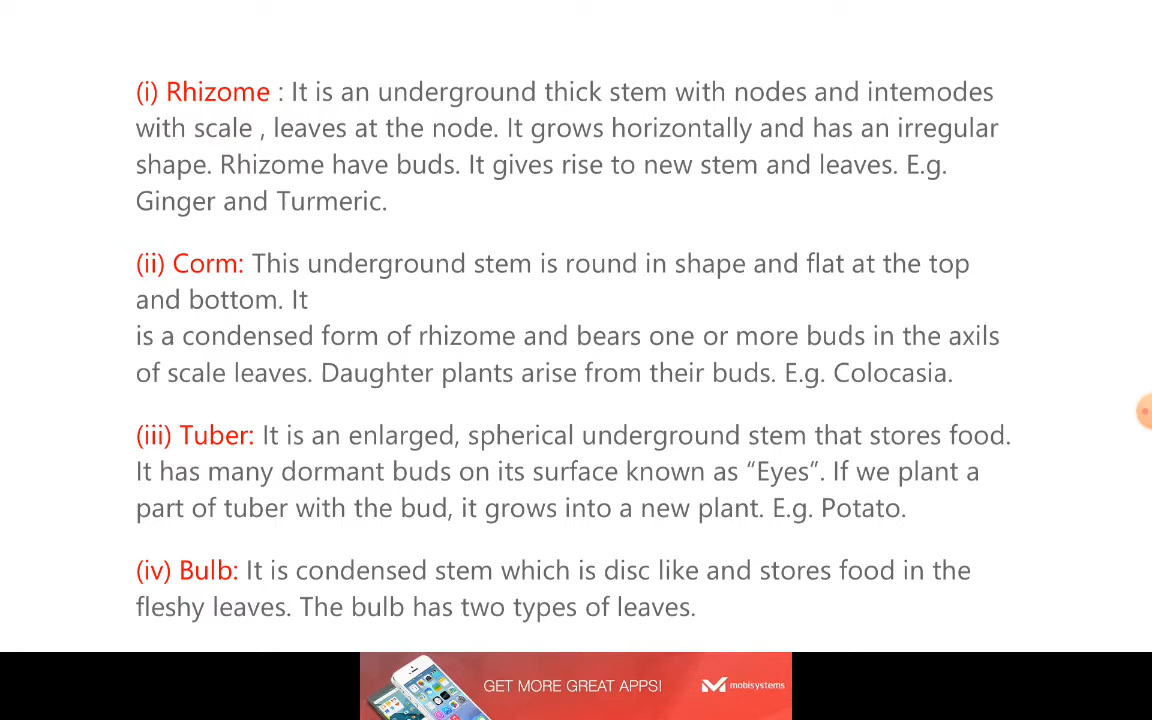 (i) Rhizome : It is an underground thick stem with nodes and intemodes
with scale , leaves at the node. It grows horizontally and has an irregular
shape. Rhizome have buds. It gives rise to new stem and leaves. E.g.
Ginger and Turmeric.
(ii) Corm: This underground stem is round in shape and flat at the top
and bottom. It
is a condensed form of rhizome and bears one or more buds in the axils
of scale leaves. Daughter plants arise from their buds. E.g. Colocasia.
(iii) Tuber: It is an enlarged, spherical underground stem that stores food.
It has many dormant buds on its surface known as “Eyes”. If we plant a
part of tuber with the bud, it grows into a new plant. E.g. Potato.
(iv) Bulb: It is condensed stem which is disc like and stores food in the
fleshy leaves. The bulb has two types of leaves.
GET MORE GREAT APPS! mobisystems